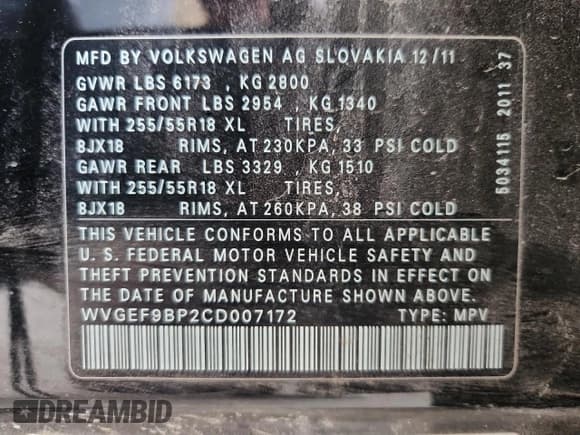 MFD BY VOLKSWAGEN AG SLOVAKIA 12/11
GVWR LBS 6173 , KG 2800
GAWR FRONT LBS 2954 , KG 1340
WITH 255/55R18 XL TIRES,
8JX18 RIMS, AT 230KPA, 33 PSI COLD
GAWR REAR LBS 3329 , KG 1510
WITH 255/55R18 XL TIRES,
8JX18 RIMS, AT 260KPA, 38 PSI COLD
THIS VEHICLE CONFORMS TO ALL APPLICABLE
U. S. FEDERAL MOTOR VEHICLE SAFETY AND
THEFT PREVENTION STANDARDS IN EFFECT ON
THE DATE OF MANUFACTURE SHOWN ABOVE.
WVGEF9BP2CD007172 TYPE: MPV
5034115 2011 37
DREAMBID